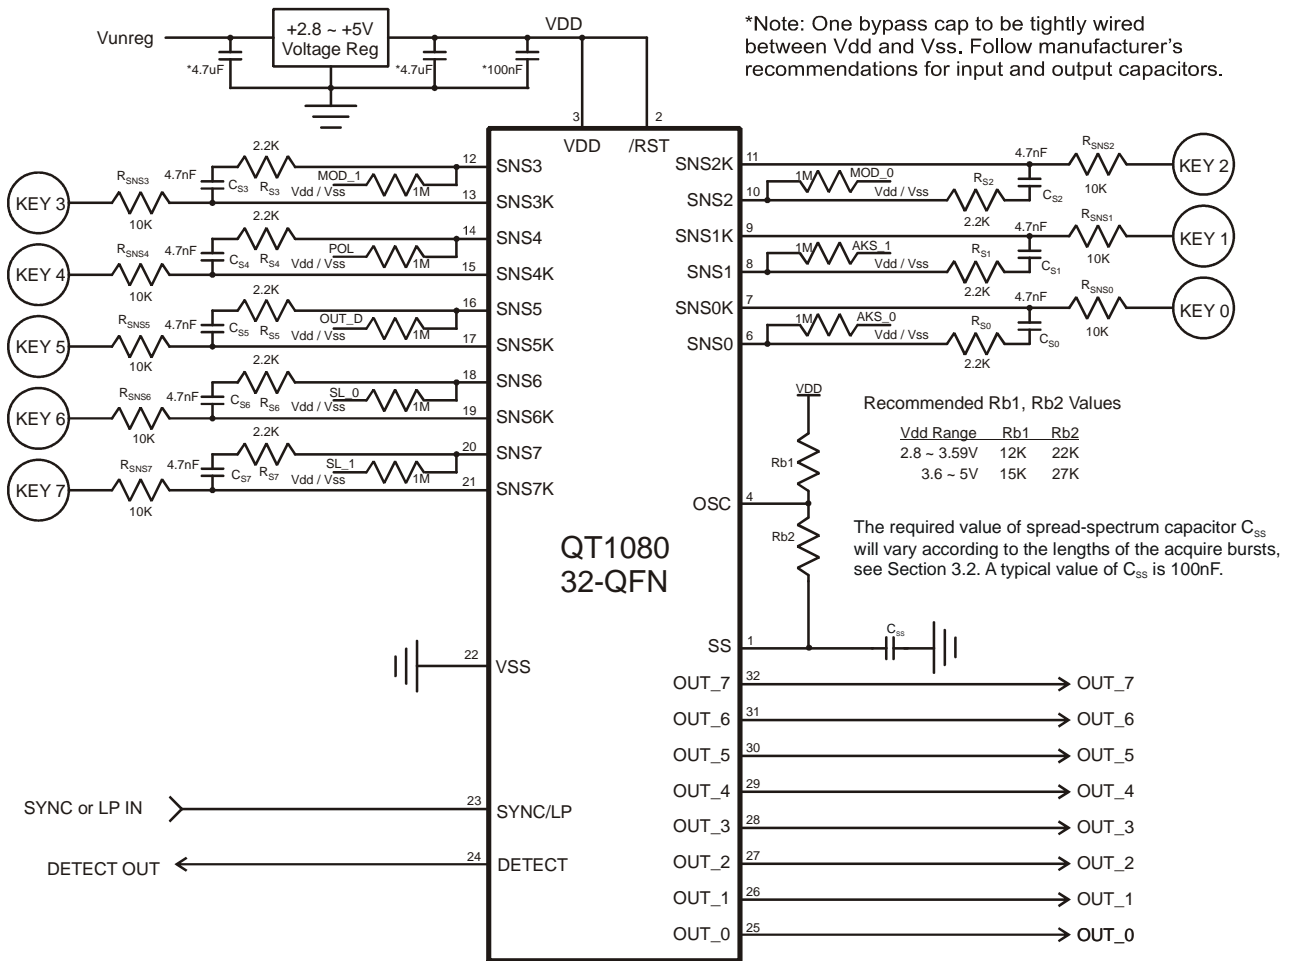 +2.8 ~ +5V
Voltage Reg
Vunreg
VDD
*4.7uF
*4.7uF
*100nF
*Note: One bypass cap to be tightly wired
between Vdd and Vss. Follow manufacturer's
recommendations for input and output capacitors.
3
2
VDD
/RST
KEY 3
RSNS3
10K
4.7nF
CS3
2.2K
RS3
MOD_1
Vdd / Vss
1M
12
SNS3
13
SNS3K
KEY 4
RSNS4
10K
4.7nF
CS4
2.2K
RS4
POL
Vdd / Vss
1M
14
SNS4
15
SNS4K
KEY 5
RSNS5
10K
4.7nF
CS5
2.2K
RS5
OUT_D
Vdd / Vss
1M
16
SNS5
17
SNS5K
KEY 6
RSNS6
10K
4.7nF
CS6
2.2K
RS6
SL_0
Vdd / Vss
1M
18
SNS6
19
SNS6K
KEY 7
RSNS7
10K
4.7nF
CS7
2.2K
RS7
SL_1
Vdd / Vss
1M
20
SNS7
21
SNS7K
SNS2K
11
SNS2
10
1M
MOD_0
Vdd / Vss
RS2
2.2K
4.7nF
CS2
RSNS2
10K
KEY 2
SNS1K
9
SNS1
8
1M
AKS_1
Vdd / Vss
RS1
2.2K
4.7nF
CS1
RSNS1
10K
KEY 1
SNS0K
7
SNS0
6
1M
AKS_0
Vdd / Vss
RS0
2.2K
4.7nF
CS0
RSNS0
10K
KEY 0
VDD
Rb1
OSC
4
Rb2
Recommended Rb1, Rb2 Values
Vdd Range Rb1 Rb2
2.8 ~ 3.59V 12K 22K
3.6 ~ 5V 15K 27K
The required value of spread-spectrum capacitor CSS
will vary according to the lengths of the acquire bursts,
see Section 3.2. A typical value of CSS is 100nF.
QT1080
32-QFN
SS
1
CSS
22
VSS
OUT_7 32 OUT_7
OUT_6 31 OUT_6
OUT_5 30 OUT_5
OUT_4 29 OUT_4
OUT_3 28 OUT_3
OUT_2 27 OUT_2
OUT_1 26 OUT_1
OUT_0 25 OUT_0
SYNC or LP IN
23
SYNC/LP
DETECT OUT
24
DETECT